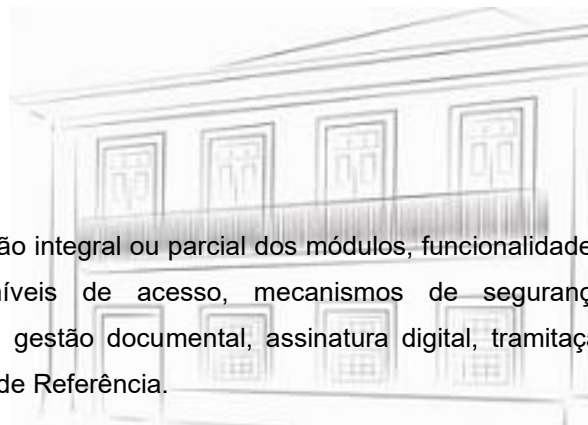 ão integral ou parcial dos módulos, funcionalidade
níveis de acesso, mecanismos de seguranç
gestão documental, assinatura digital, tramitaç
de Referência.